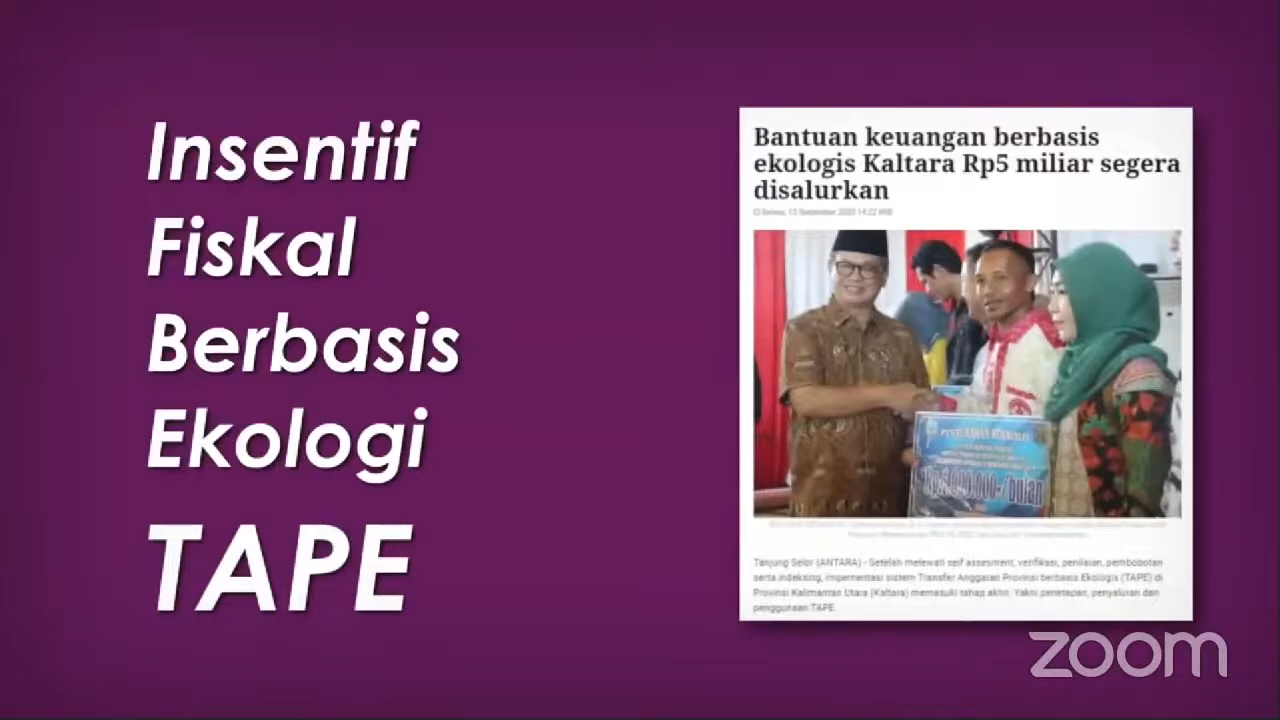 Insentif
Fiskal
Berbasis
Ekologi
TAPE
Bantuan keuangan berbasis
ekologis Kaltara Rp5 miliar segera
disalurkan
Tanjung Selor (ANTARA) - Setelah melewati self assesment, verifikasi, penilaian, pembobotan
serta indeksing, implementasi sistem Transfer Anggaran Provinsi berbasis Ekologis (TAPE) di
Provinsi Kalimantan Utara (Kaltara) memasuki tahap akhir. Yakni penetapan, penyaluran dan
penggunaan TAPE.
zoom